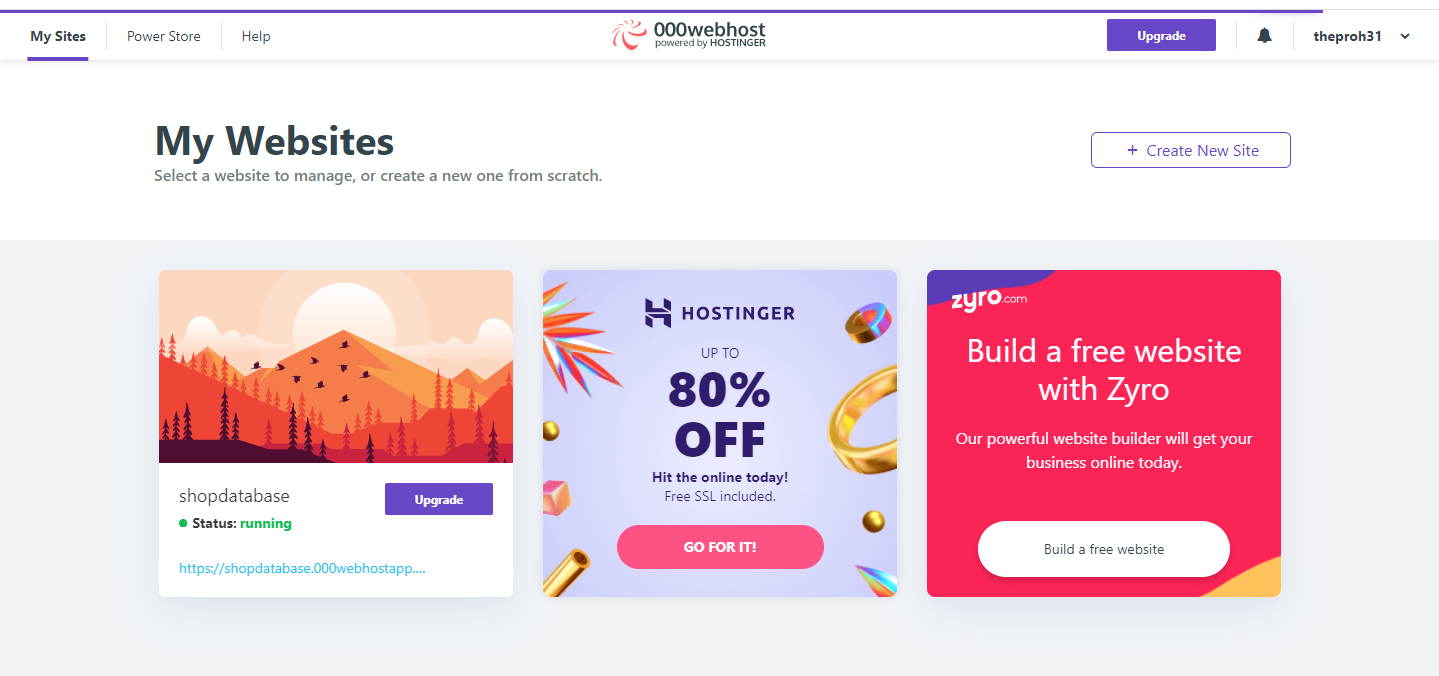 My Sites
Power Store
Help
000webhost
powered by HOSTINGER
Upgrade
theproh31
My Websites
Select a website to manage, or create a new one from scratch.
+ Create New Site
shopdatabase
Upgrade
Status: running
https://shopdatabase.000webhostapp....
HOSTINGER
UP TO
80%
OFF
Hit the online today!
Free SSL included.
GO FOR IT!
zyro.com
Build a free website
with Zyro
Our powerful website builder will get your
business online today.
Build a free website